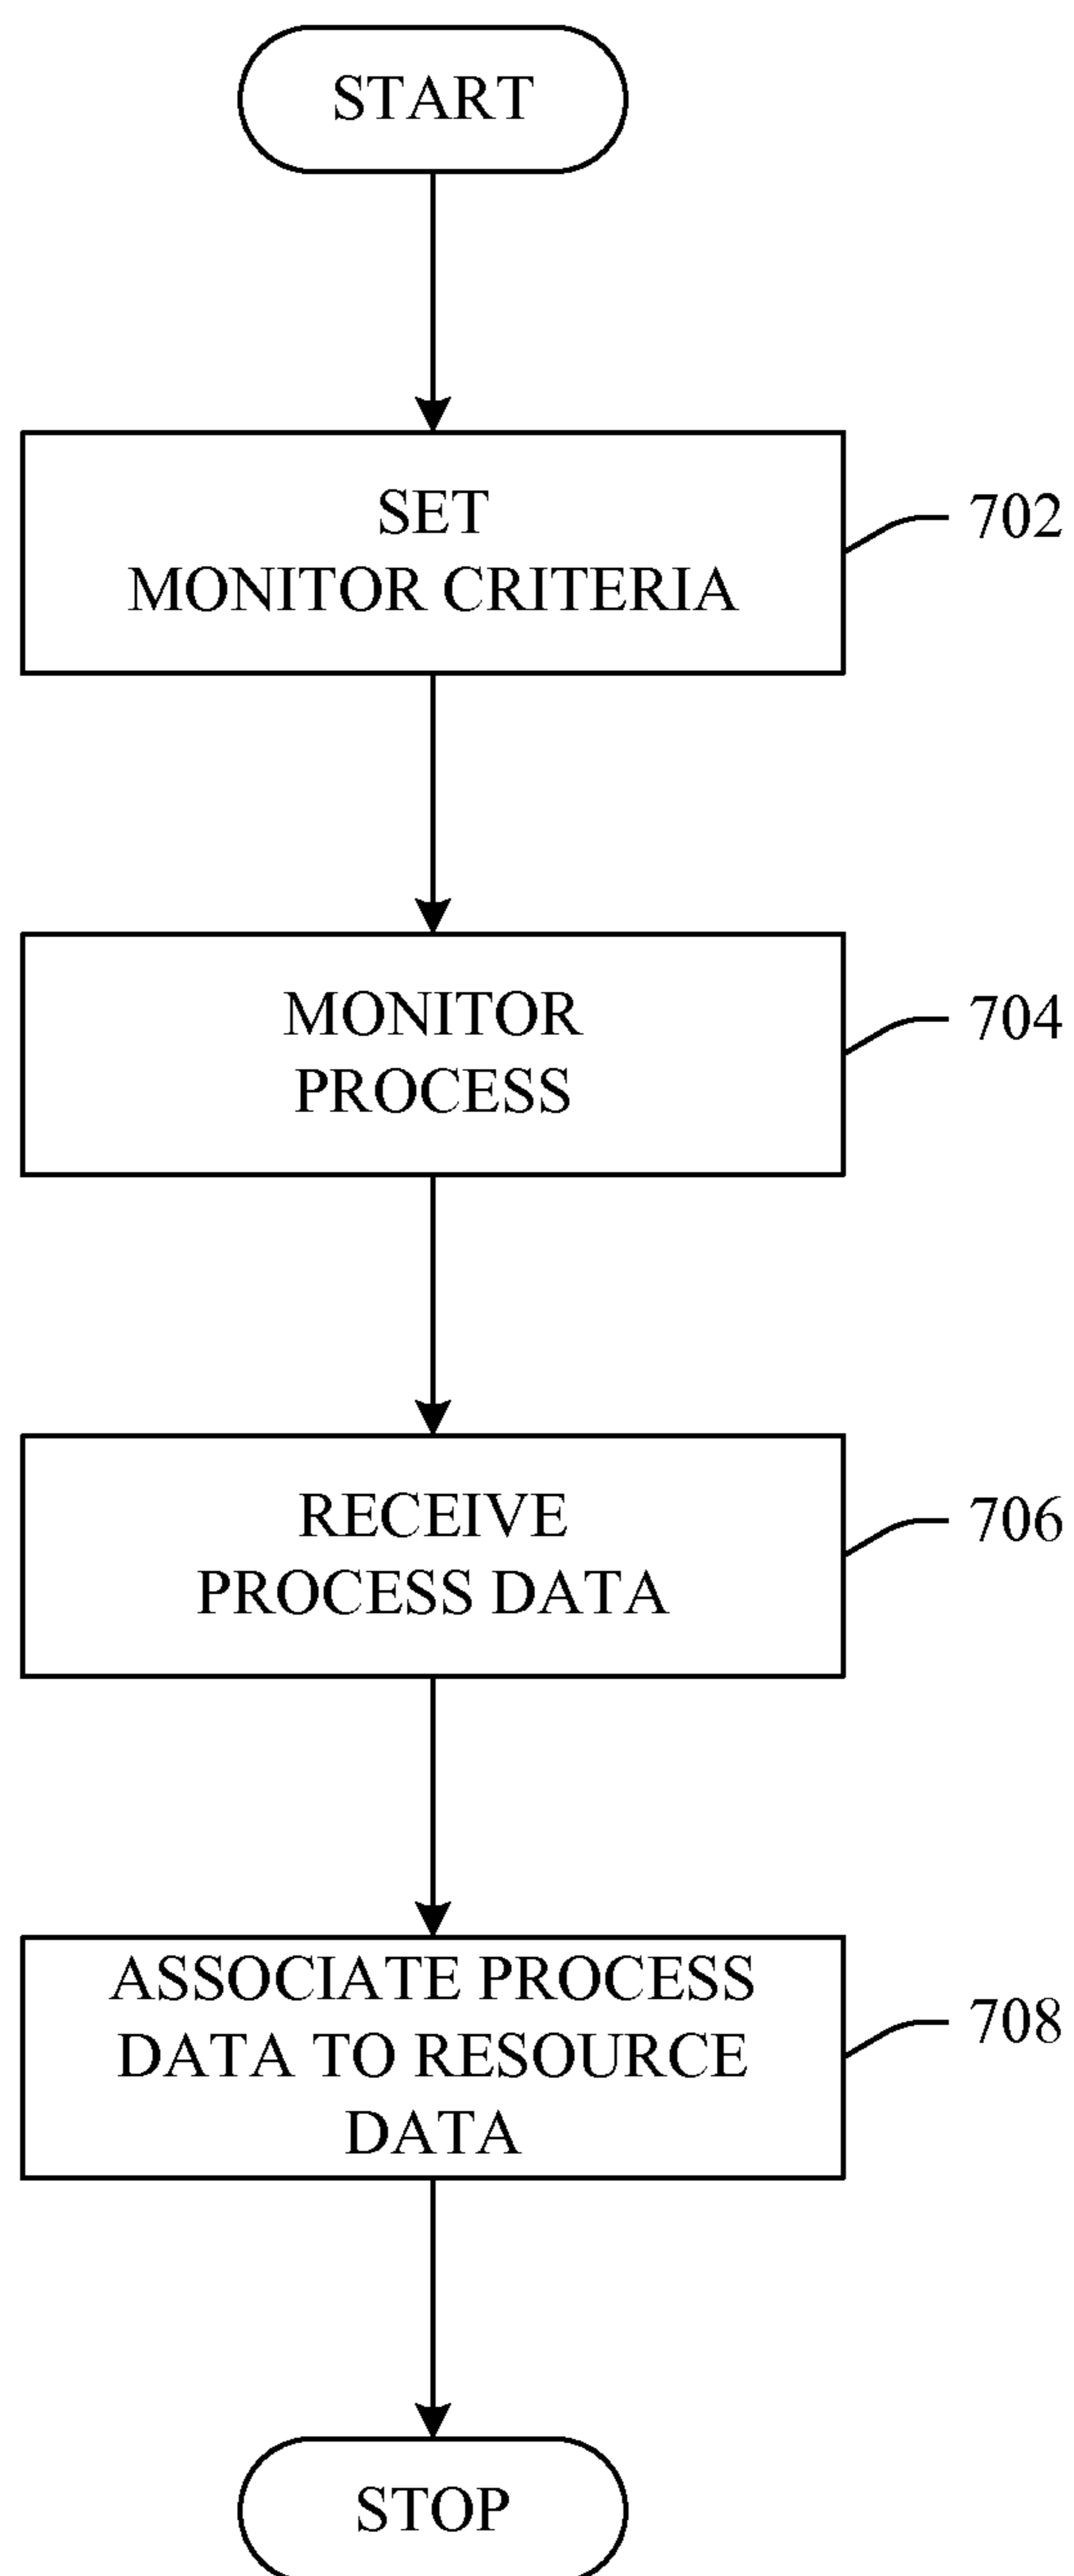 START
SET
MONITOR CRITERIA
702
MONITOR
PROCESS
704
RECEIVE
PROCESS DATA
706
ASSOCIATE PROCESS
DATA TO RESOURCE
DATA
708
STOP